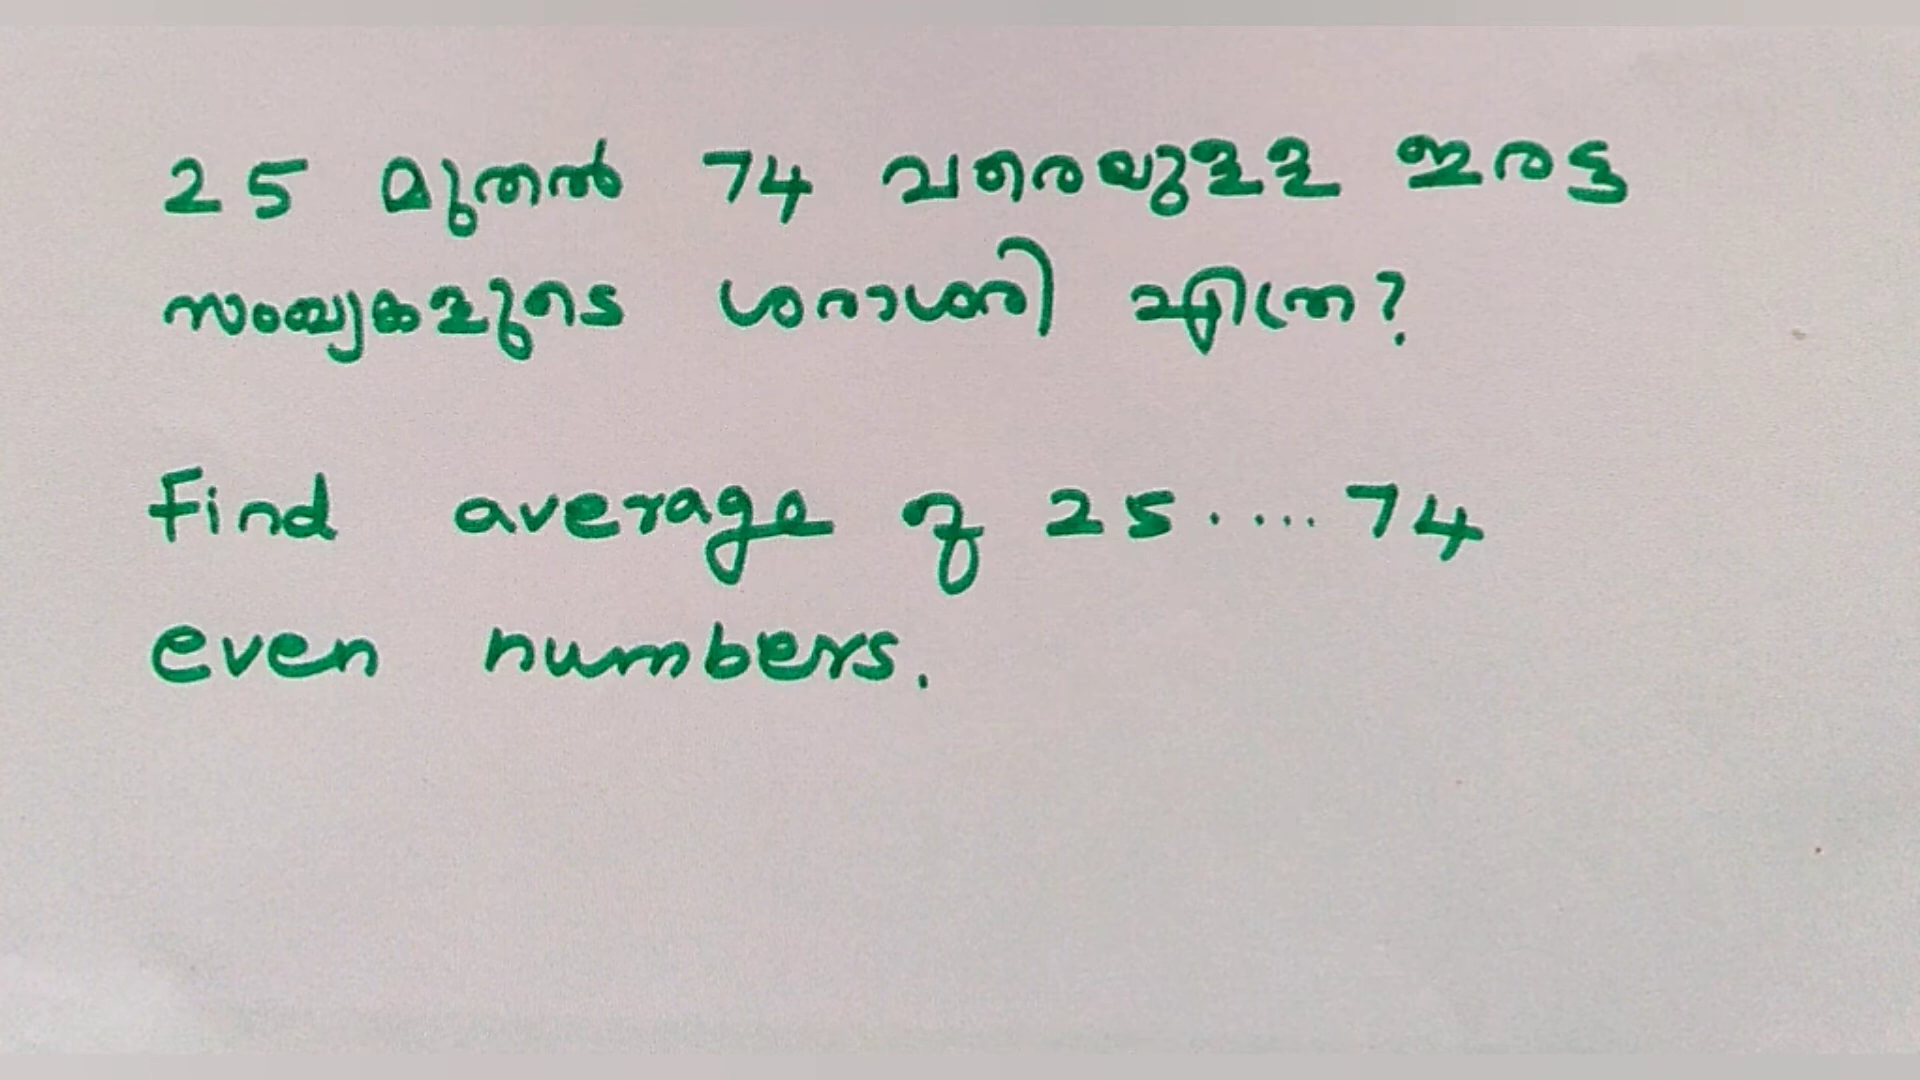 25 മുതൽ 74 വരെയുള്ള ഇരട്ട
സംഖ്യകളുടെ ശരാശരി എത്ര?
Find average of 25.....74
even numbers.